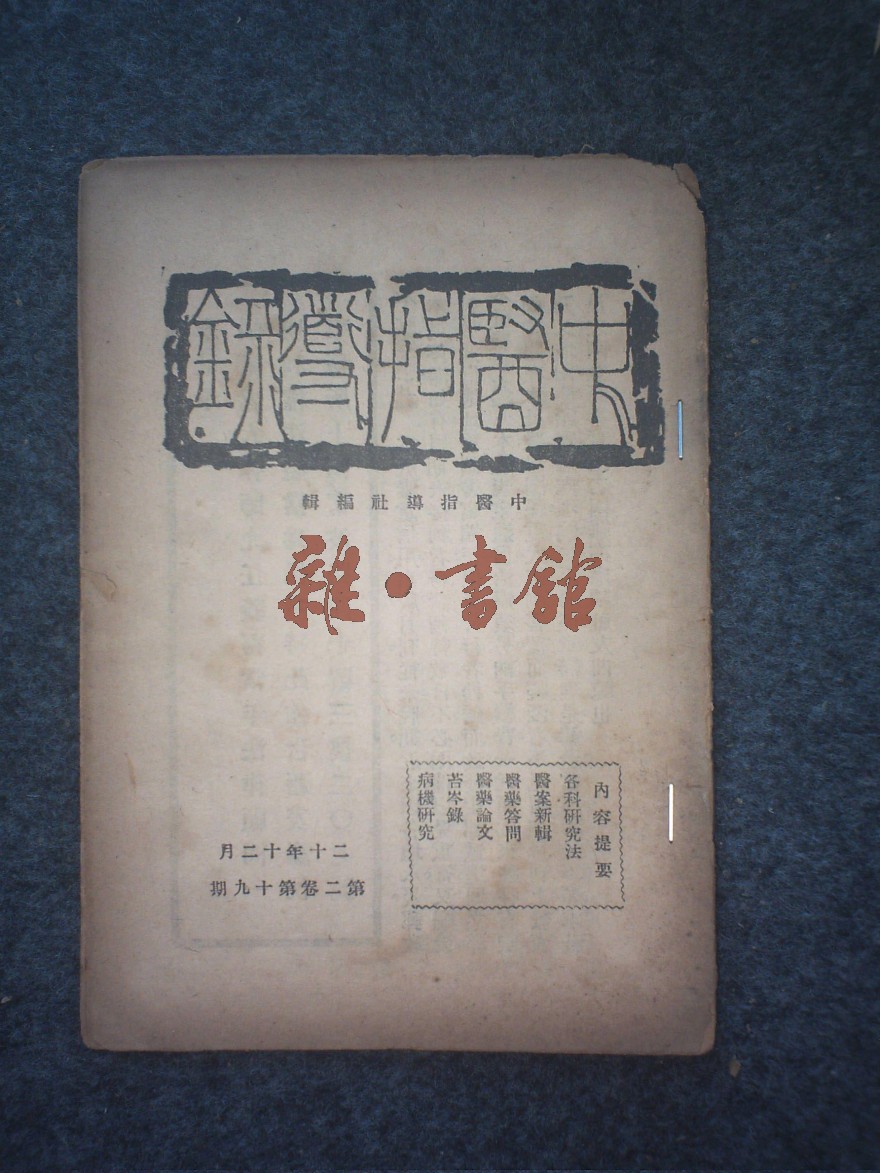 中醫指導錄
中醫指導社編輯
雜·書館
內容提要
各科研究法
醫案新輯
醫藥答問
醫藥論文
苔岑錄
病機研究
二十年十二月
第二卷第十九期